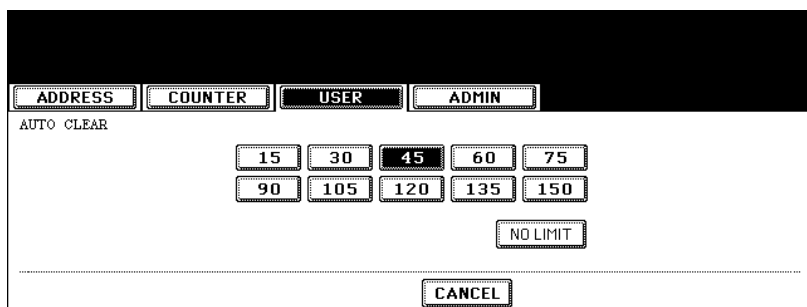 ADDRESS COUNTER USER ADMIN
AUTO CLEAR
15 30 45 60 75
90 105 120 135 150
NO LIMIT
CANCEL